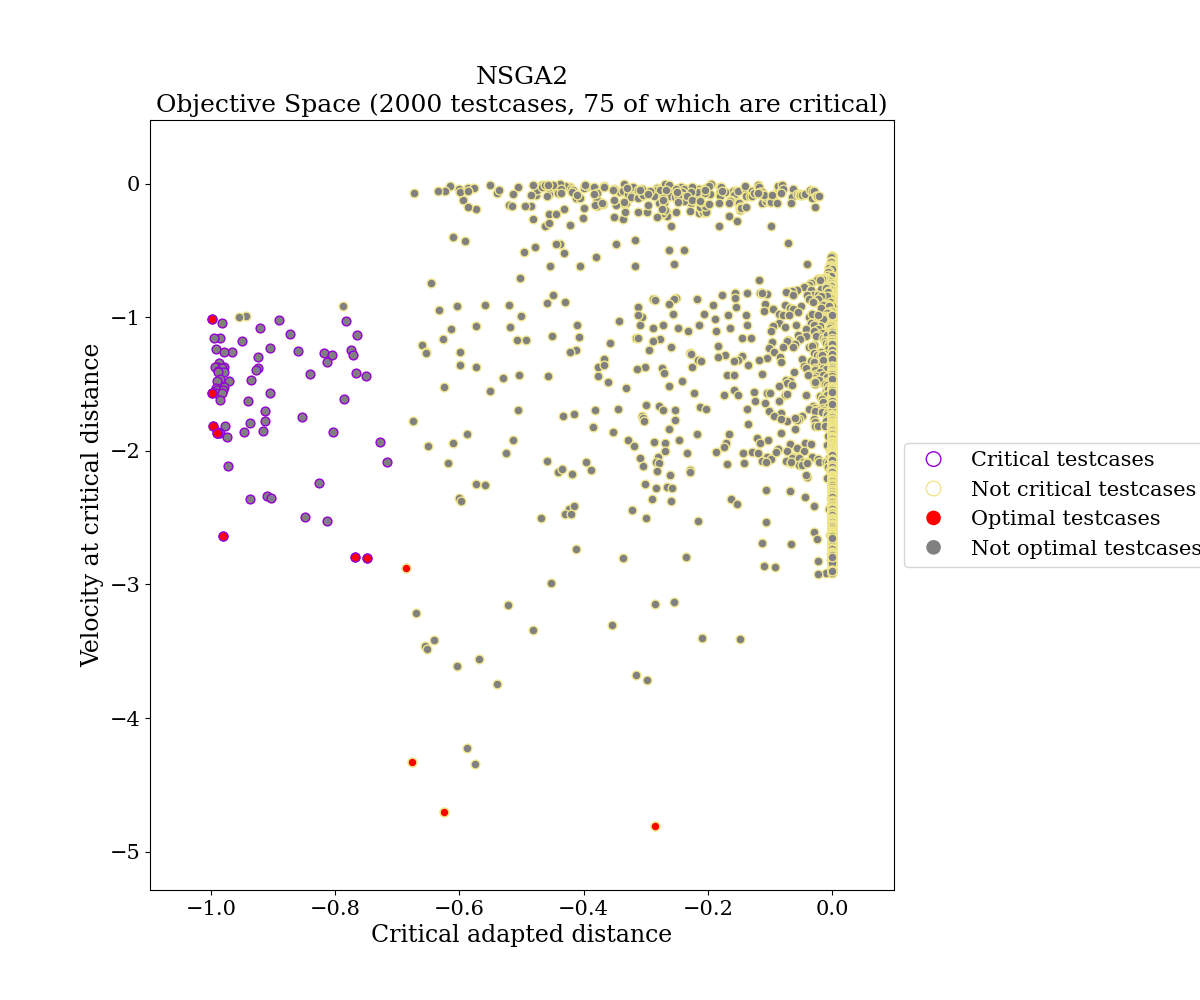 NSGA2
Objective Space (2000 testcases, 75 of which are critical)
0
−1
−2
−3
−4
−5
Velocity at critical distance
−1.0
−0.8
−0.6
−0.4
−0.2
0.0
Critical adapted distance
Critical testcases
Not critical testcases
Optimal testcases
Not optimal testcases